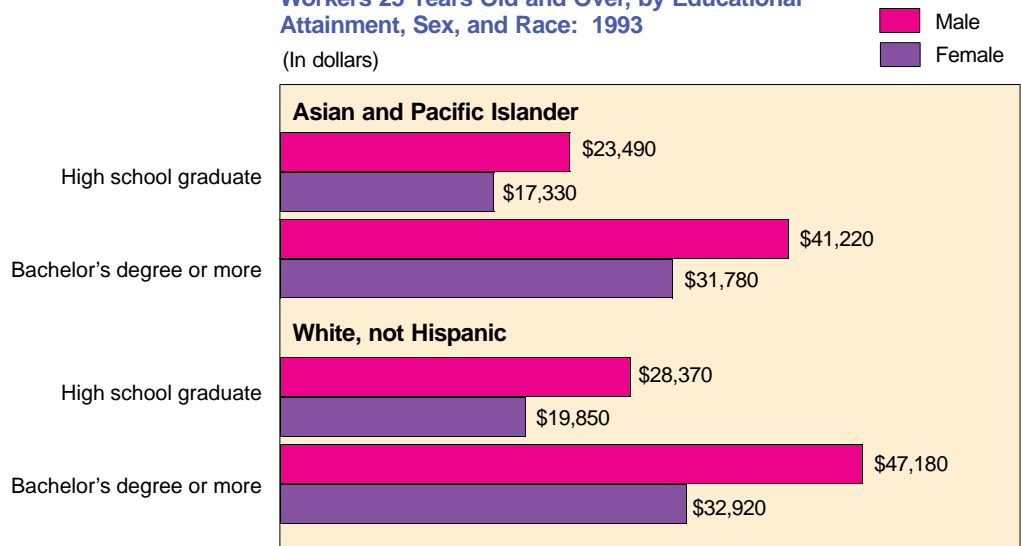 Workers 25 Years Old and Over, by Educational
Attainment, Sex, and Race: 1993
(In dollars)
Male
Female
Asian and Pacific Islander
High school graduate
$23,490
$17,330
Bachelor’s degree or more
$41,220
$31,780
White, not Hispanic
High school graduate
$28,370
$19,850
Bachelor’s degree or more
$47,180
$32,920